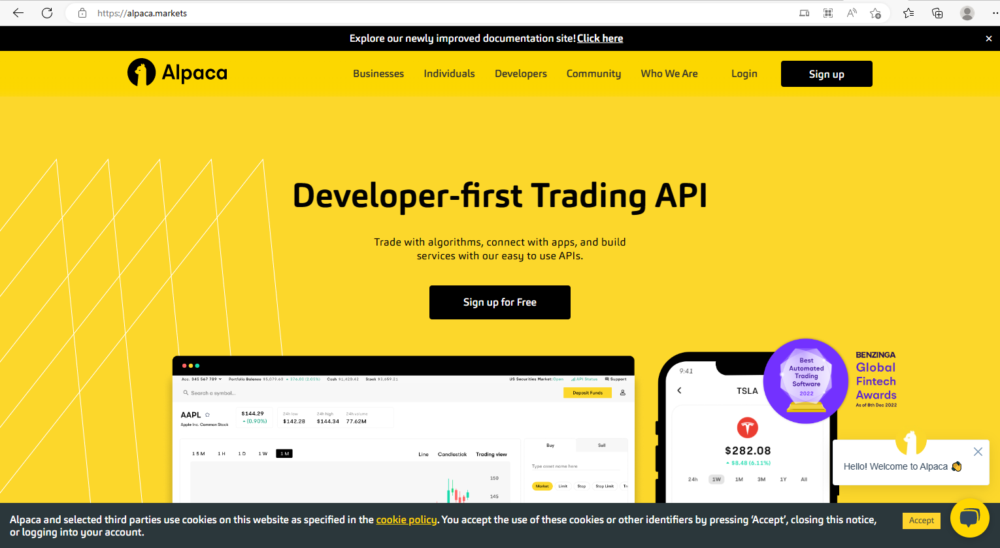 https://alpaca.markets
Explore our newly improved documentation site! Click here
Alpaca
Businesses Individuals Developers Community Who We Are Login Sign up
Developer-first Trading API
Trade with algorithms, connect with apps, and build
services with our easy to use APIs.
Sign up for Free
Acc. 345 567 789 Portfolio Balance $5,079.63 376.00 (2.05%) Cash $1,420.42 Stock $3,659.21 US Securities Market: Open API Status Support
Search a symbol... Deposit Funds
AAPL
Apple Inc. Common Stock
$144.29
(0.90%)
24h low 24h high 24h volume
$142.28 $144.34 77.62M
15M 1H 1D 1W 1M Line Candlestick Trading view
150
145
Buy Sell
Type asset name here
Market Limit Stop Stop Limit
9:41
TSLA
$282.08
$8.48 (6.11%)
24h 1W 1M 3M 1Y All
Best
Automated
Trading
Software
2022
BENZINGA
Global
Fintech
Awards
As of 8th Dec 2022
Hello! Welcome to Alpaca 👏
Alpaca and selected third parties use cookies on this website as specified in the cookie policy. You accept the use of these cookies or other identifiers by pressing ‘Accept’, closing this notice,
or logging into your account.
Accept